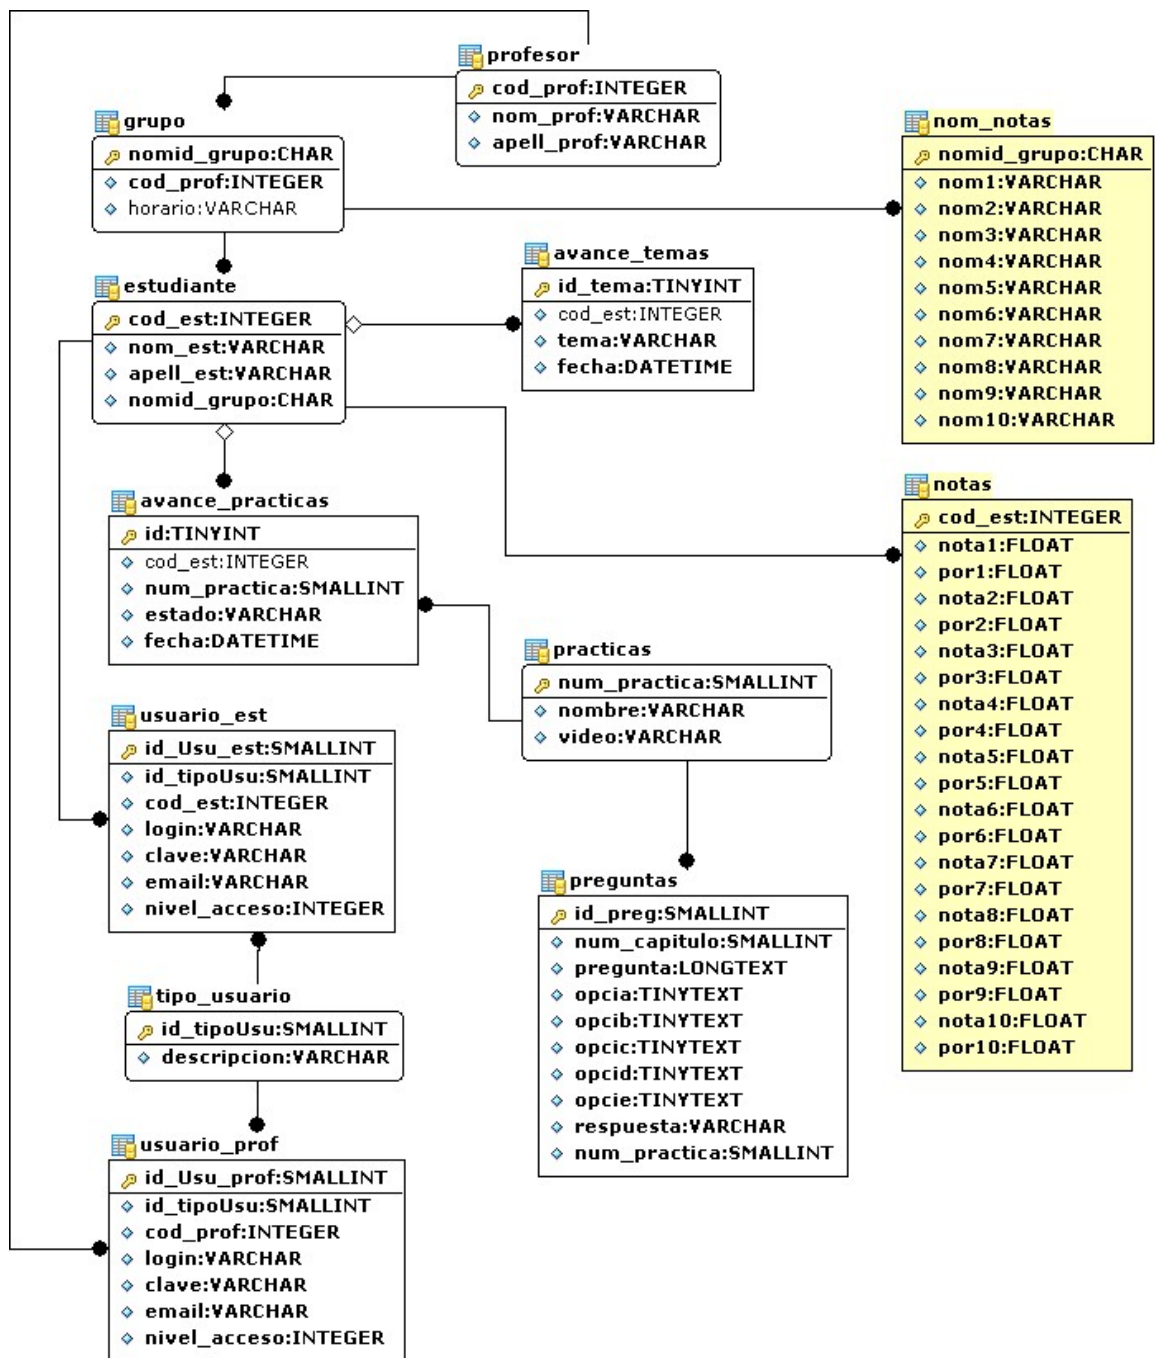 profesor
cod_prof:INTEGER
nom_prof:VARCHAR
apell_prof:VARCHAR
grupo
nomid_grupo:CHAR
cod_prof:INTEGER
horario:VARCHAR
nom_notas
nomid_grupo:CHAR
nom1:VARCHAR
nom2:VARCHAR
nom3:VARCHAR
nom4:VARCHAR
nom5:VARCHAR
nom6:VARCHAR
nom7:VARCHAR
nom8:VARCHAR
nom9:VARCHAR
nom10:VARCHAR
avance_temas
id_tema:TINYINT
cod_est:INTEGER
tema:VARCHAR
fecha:DATETIME
estudiante
cod_est:INTEGER
nom_est:VARCHAR
apell_est:VARCHAR
nomid_grupo:CHAR
notas
cod_est:INTEGER
nota1:FLOAT
por1:FLOAT
nota2:FLOAT
por2:FLOAT
nota3:FLOAT
por3:FLOAT
nota4:FLOAT
por4:FLOAT
nota5:FLOAT
por5:FLOAT
nota6:FLOAT
por6:FLOAT
nota7:FLOAT
por7:FLOAT
nota8:FLOAT
por8:FLOAT
nota9:FLOAT
por9:FLOAT
nota10:FLOAT
por10:FLOAT
avance_practicas
id:TINYINT
cod_est:INTEGER
num_practica:SMALLINT
estado:VARCHAR
fecha:DATETIME
practicas
num_practica:SMALLINT
nombre:VARCHAR
video:VARCHAR
usuario_est
id_Usu_est:SMALLINT
id_tipoUsu:SMALLINT
cod_est:INTEGER
login:VARCHAR
clave:VARCHAR
email:VARCHAR
nivel_acceso:INTEGER
preguntas
id_preg:SMALLINT
num_capitulo:SMALLINT
pregunta:LONGTEXT
opcia:TINYTEXT
opcib:TINYTEXT
opcic:TINYTEXT
opcid:TINYTEXT
opcie:TINYTEXT
respuesta:VARCHAR
num_practica:SMALLINT
tipo_usuario
id_tipoUsu:SMALLINT
descripcion:VARCHAR
usuario_prof
id_Usu_prof:SMALLINT
id_tipoUsu:SMALLINT
cod_prof:INTEGER
login:VARCHAR
clave:VARCHAR
email:VARCHAR
nivel_acceso:INTEGER